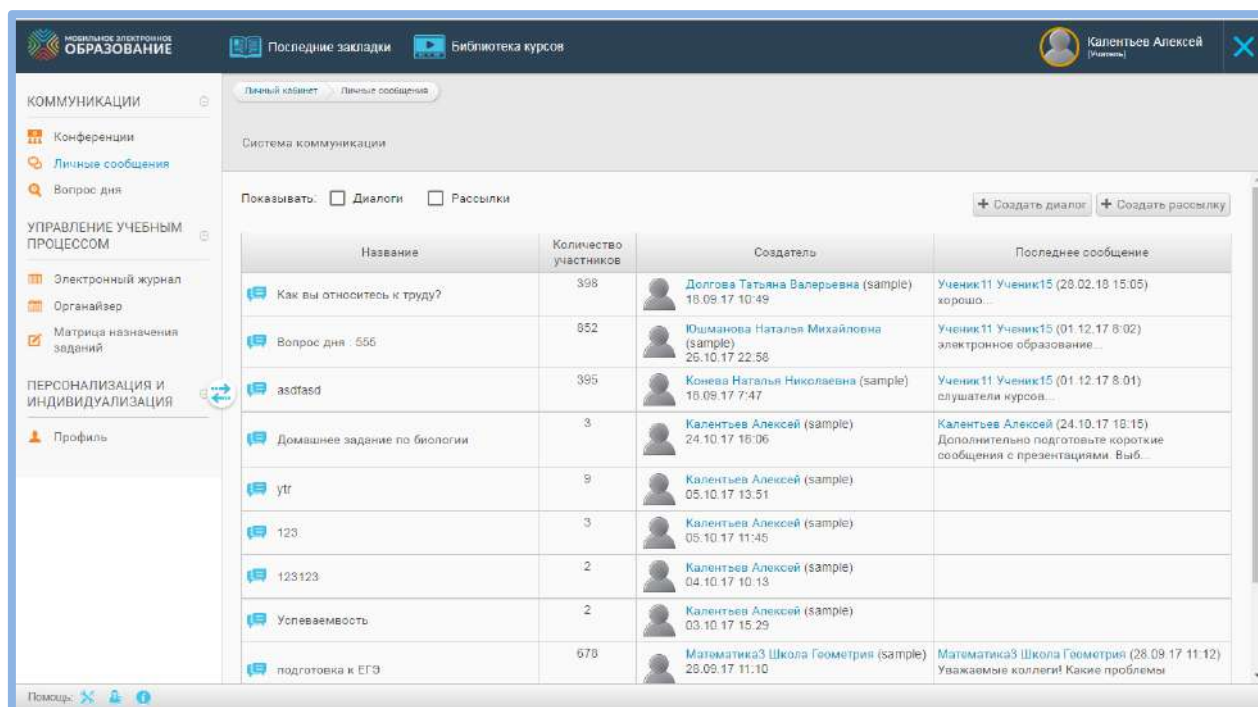 МОБИЛЬНОЕ ЭЛЕКТРОННОЕ
ОБРАЗОВАНИЕ
Последние закладки
Библиотека курсов
Калентьев Алексей
[Учитель]
КОММУНИКАЦИИ
Конференции
Личные сообщения
Вопрос дня
УПРАВЛЕНИЕ УЧЕБНЫМ
ПРОЦЕССОМ
Электронный журнал
Органайзер
Матрица назначения
заданий
ПЕРСОНАЛИЗАЦИЯ И
ИНДИВИДУАЛИЗАЦИЯ
Профиль
Личный кабинет
Личные сообщения
Система коммуникации
Показывать: Диалоги Рассылки
+ Создать диалог + Создать рассылку
Название
Количество
участников
Создатель
Последнее сообщение
Как вы относитесь к труду?
398
Долгова Татьяна Валерьевна (sample)
18.09.17 10:49
Ученик11 Ученик15 (28.02.18 15:05)
хорошо...
Вопрос дня : 555
852
Юшманова Наталья Михайловна
(sample)
26.10.17 22:58
Ученик11 Ученик15 (01.12.17 8:02)
электронное образование...
asdfasd
395
Конева Наталья Николаевна (sample)
18.09.17 7:47
Ученик11 Ученик15 (01.12.17 8:01)
слушатели курсов...
Домашнее задание по биологии
3
Калентьев Алексей (sample)
24.10.17 18:06
Калентьев Алексей (24.10.17 18:15)
Дополнительно подготовьте короткие
сообщения с презентациями. Выб...
ytr
9
Калентьев Алексей (sample)
05.10.17 13:51
123
3
Калентьев Алексей (sample)
05.10.17 11:45
123123
2
Калентьев Алексей (sample)
04.10.17 10:13
Успеваемвость
2
Калентьев Алексей (sample)
03.10.17 15:29
подготовка к ЕГЭ
678
Математика3 Школа Геометрия (sample)
28.09.17 11:10
Математика3 Школа Геометрия (28.09.17 11:12)
Уважаемые коллеги! Какие проблемы
Помощь: